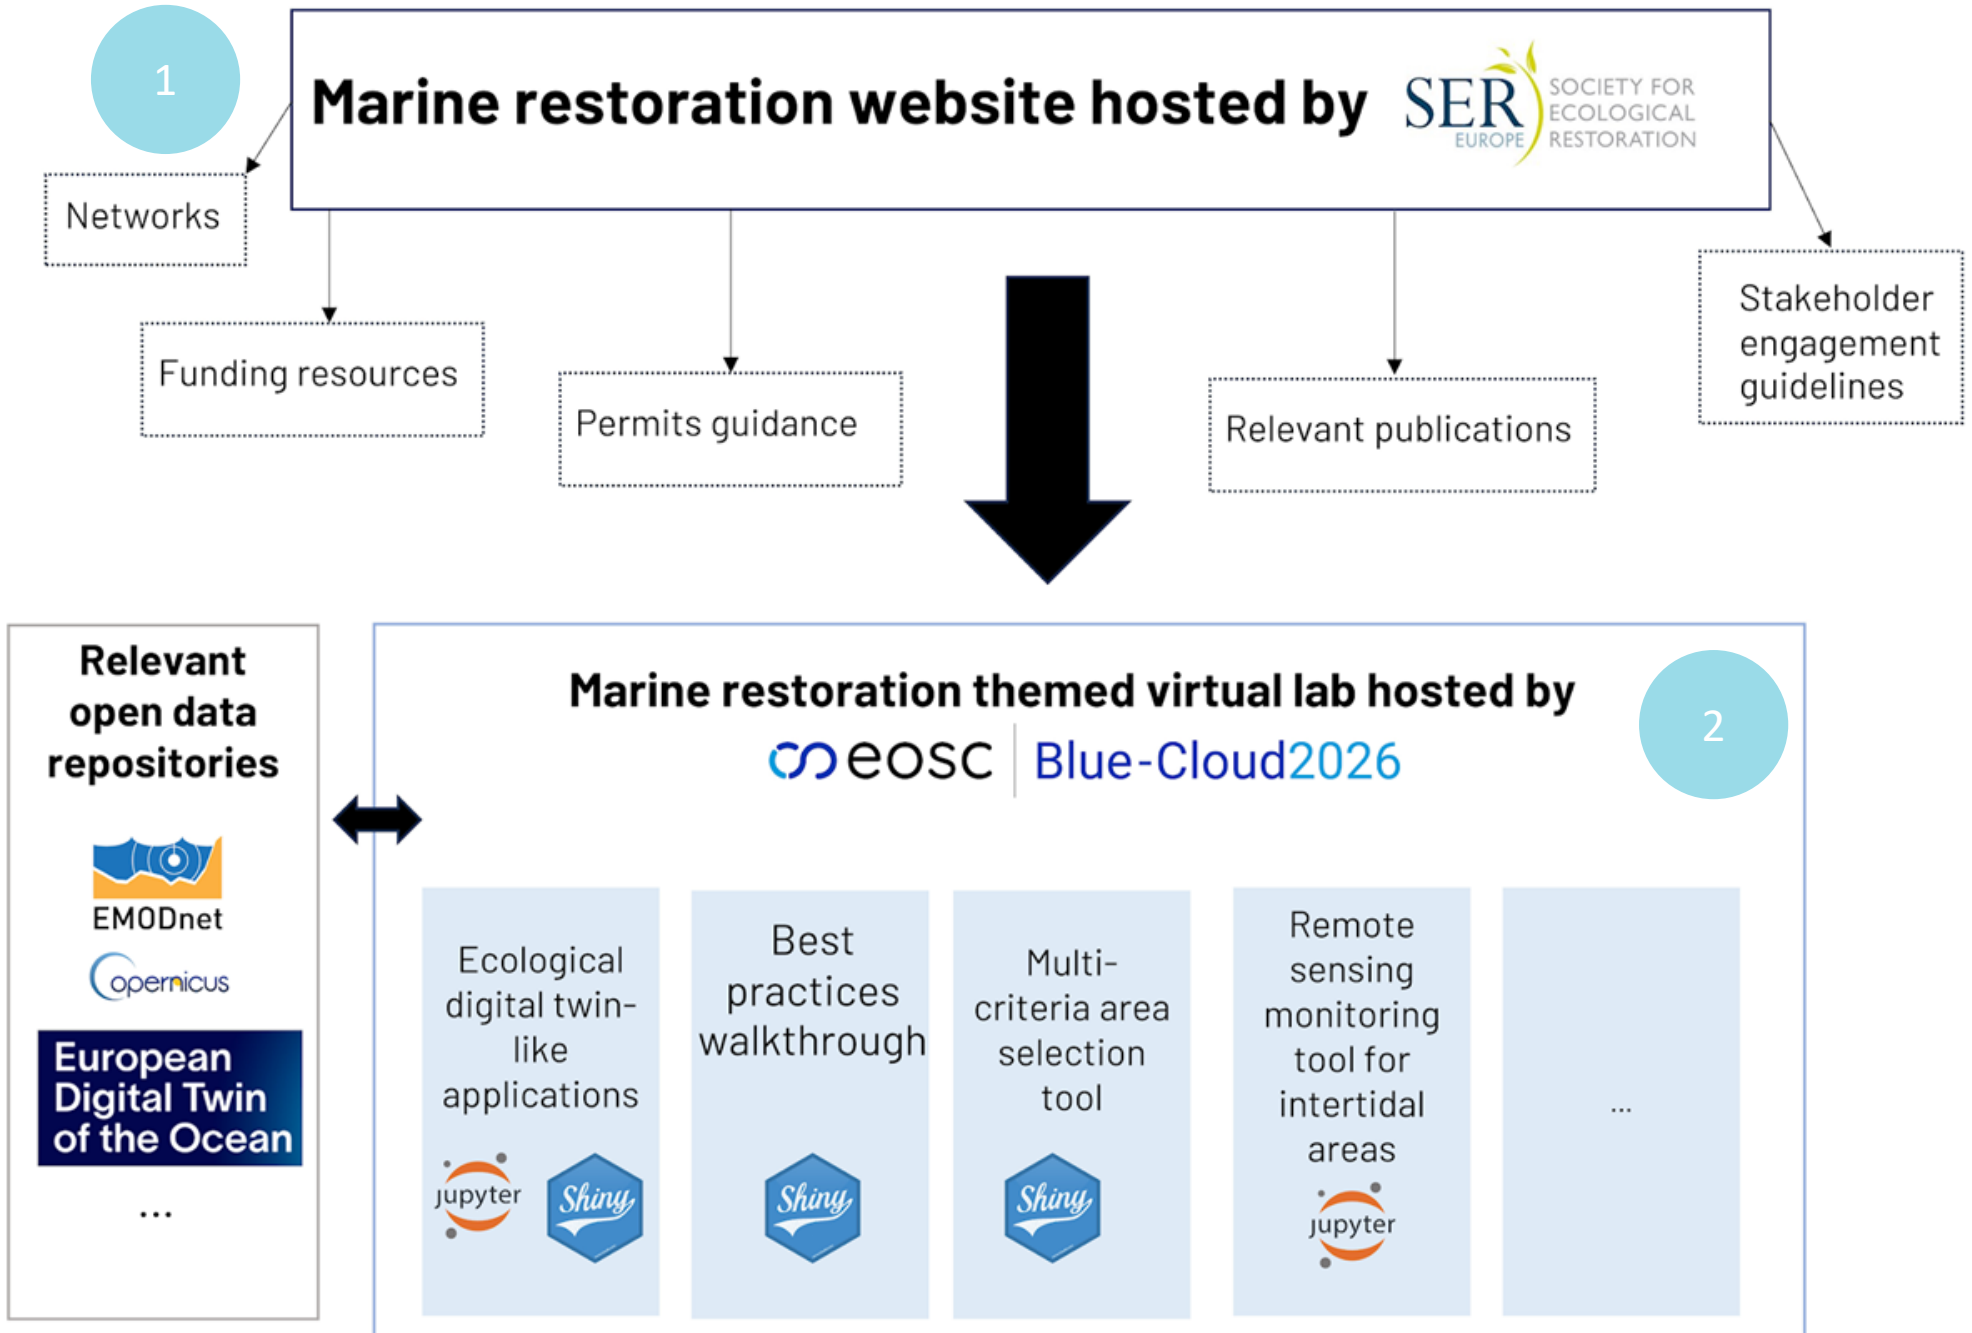 1
Marine restoration website hosted by
SER
EUROPE
SOCIETY FOR
ECOLOGICAL
RESTORATION
Networks
Funding resources
Permits guidance
Relevant publications
Stakeholder
engagement
guidelines
Relevant
open data
repositories
EMODnet
Copernicus
European
Digital Twin
of the Ocean
...
Marine restoration themed virtual lab hosted by
eosc
Blue-Cloud2026
2
Ecological
digital twin-
like
applications
jupyter
Shiny
Best
practices
walkthrough
Shiny
Multi-
criteria area
selection
tool
Shiny
Remote
sensing
monitoring
tool for
intertidal
areas
jupyter
...